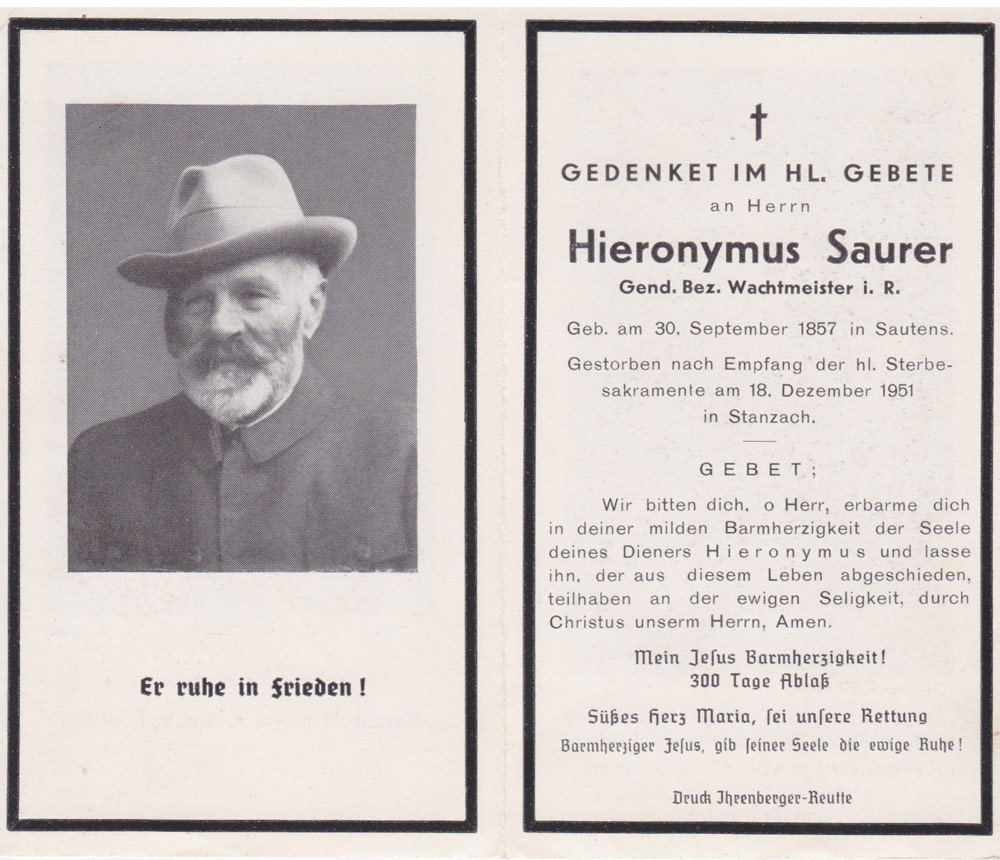 Er ruhe in Frieden!
GEDENKET IM HL. GEBETE
an Herrn
Hieronymus Saurer
Gend. Bez. Wachtmeister i. R.
Geb. am 30. September 1857 in Sautens.
Gestorben nach Empfang der hl. Sterbe-
sakramente am 18. Dezember 1951
in Stanzach.
GEBET;
Wir bitten dich, o Herr, erbarme dich
in deiner milden Barmherzigkeit der Seele
deines Dieners Hieronymus und lasse
ihn, der aus diesem Leben abgeschieden,
teilhaben an der ewigen Seligkeit, durch
Christus unserm Herrn, Amen.
Mein Jeſus Barmherzigkeit!
300 Tage Ablaß
Süßes Herz Maria, ſei unſere Rettung
Barmherziger Jeſus, gib ſeiner Seele die ewige Ruhe!
Druck Ihrenberger-Reutte